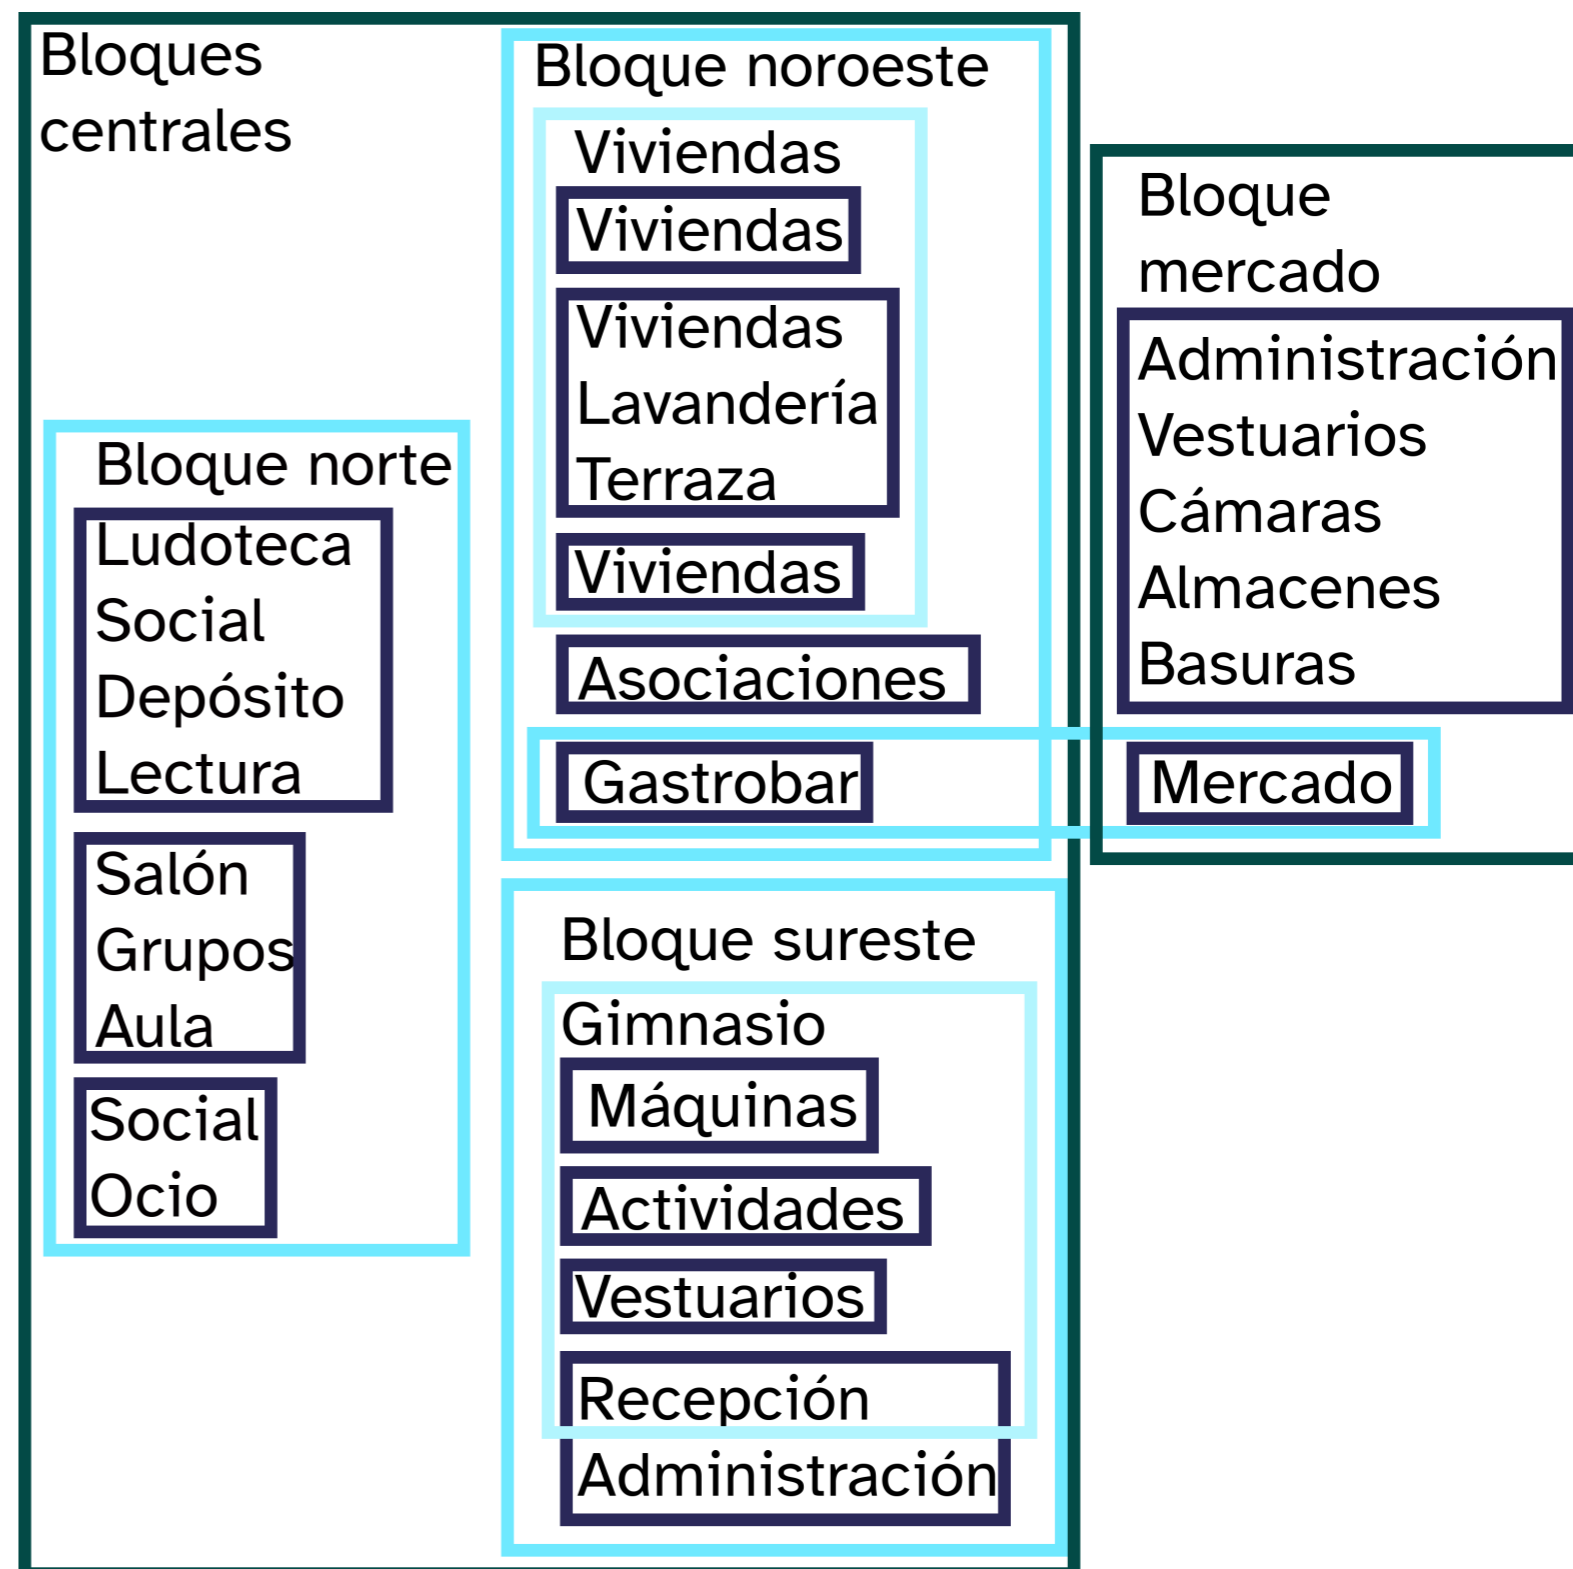 Bloques
centrales
Bloque norte
Ludoteca
Social
Depósito
Lectura
Salón
Grupos
Aula
Social
Ocio
Bloque noroeste
Viviendas
Viviendas
Viviendas
Lavandería
Terraza
Viviendas
Asociaciones
Gastrobar
Bloque sureste
Gimnasio
Máquinas
Actividades
Vestuarios
Recepción
Administración
Bloque
mercado
Administración
Vestuarios
Cámaras
Almacenes
Basuras
Mercado